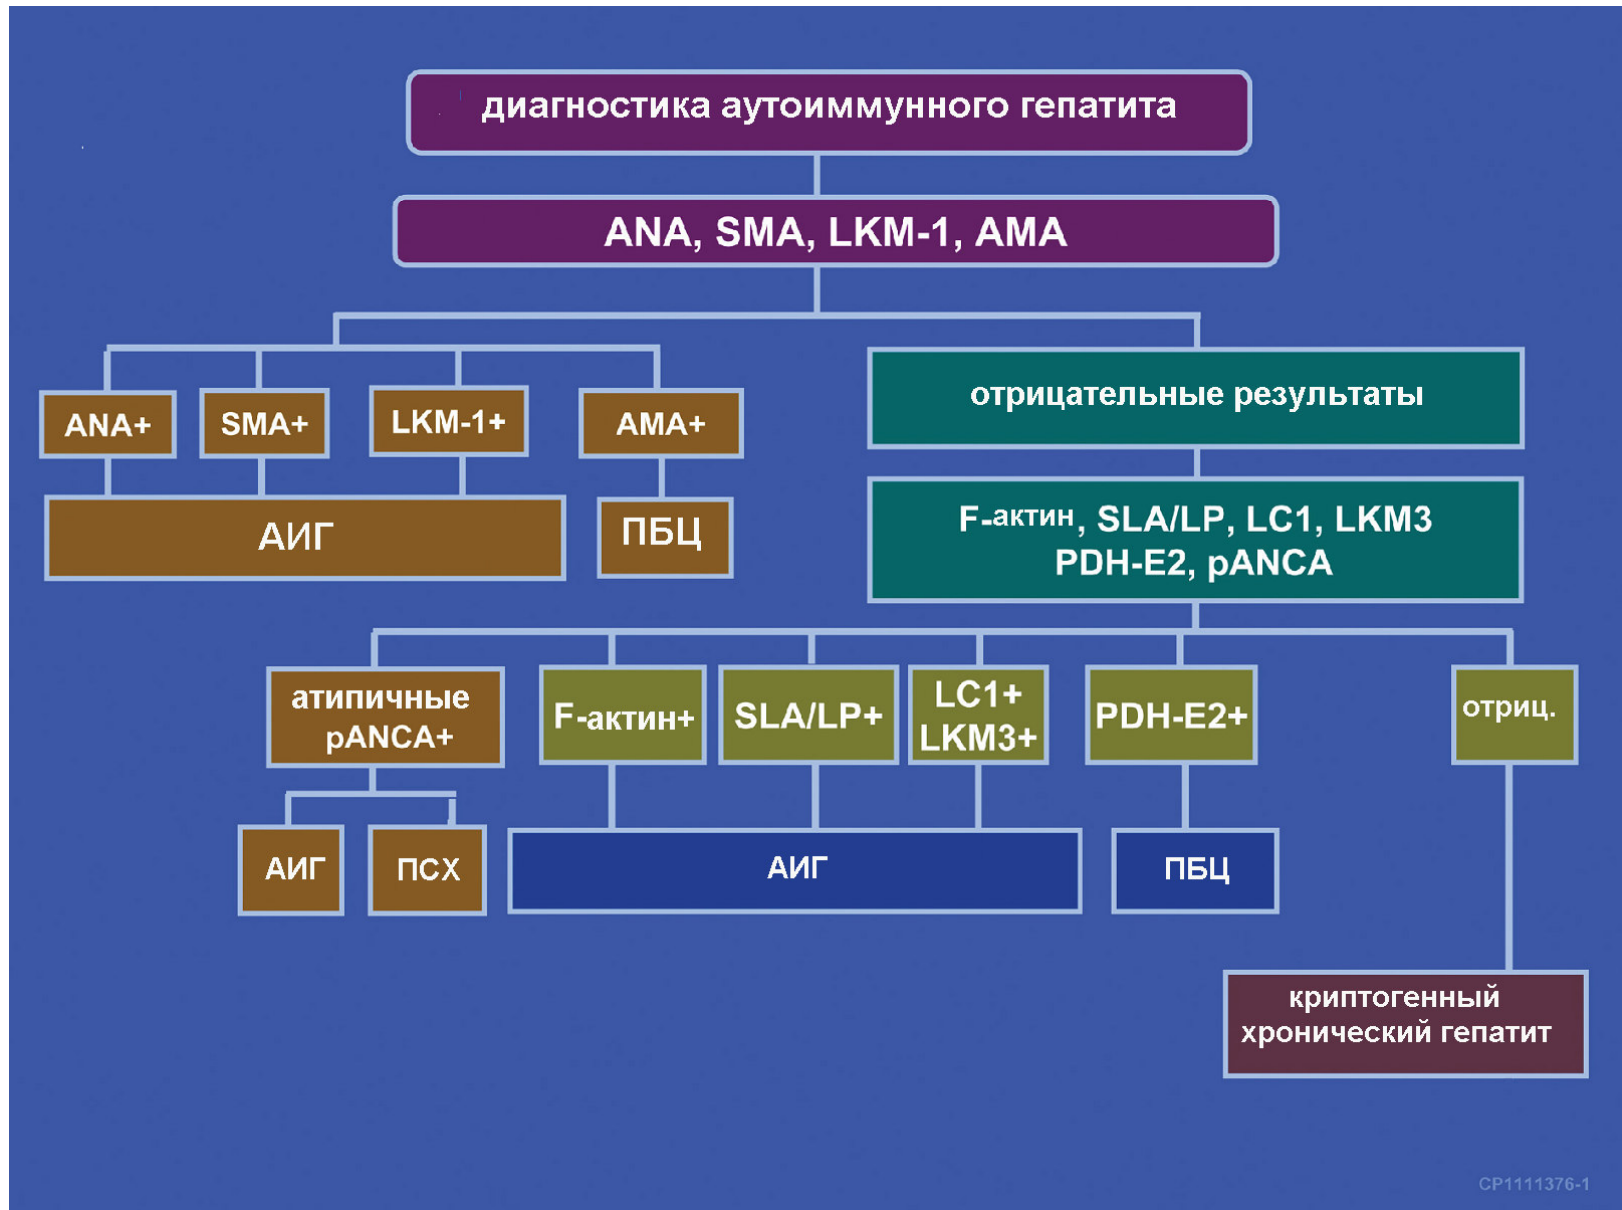 диагностика аутоиммунного гепатита
ANA, SMA, LKM-1, AMA
ANA+
SMA+
LKM-1+
AMA+
отрицательные результаты
АИГ
ПБЦ
F-актин, SLA/LP, LC1, LKM3
PDH-E2, pANCA
атипичные
pANCA+
F-актин+
SLA/LP+
LC1+
LKM3+
PDH-E2+
отриц.
АИГ
ПСХ
АИГ
ПБЦ
криптогенный
хронический гепатит
CP1111376-1